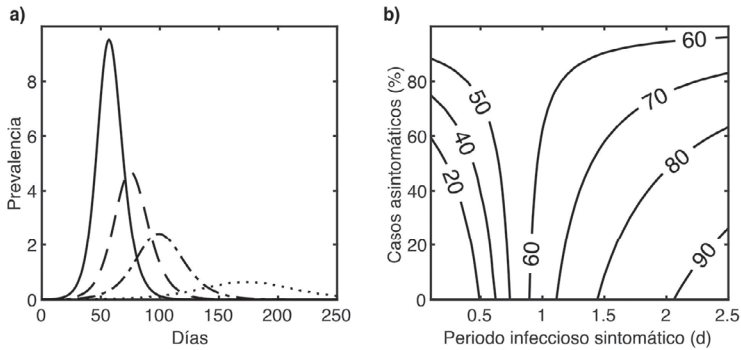 a)
Prevalencia
8
6
4
2
0
0 50 100 150 200 250
Días
b)
Casos asintomáticos (%)
100
80
60
40
20
0
0.5 1 1.5 2 2.5
Periodo infeccioso sintomático (d)
20
40
50
60
60
70
80
90